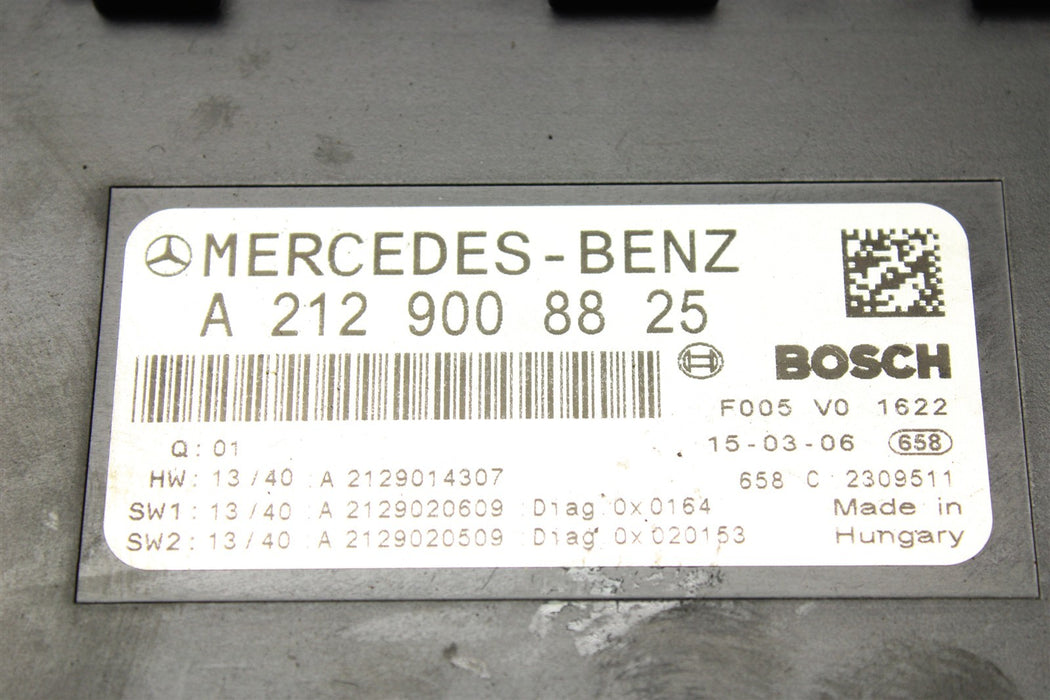 MERCEDES-BENZ
A 212 900 88 25
BOSCH
F005 V0 1622
Q: 01
15-03-06 658
HW: 13/40 A 2129014307
658 C 2309511
SW1: 13/40 A 2129020609 Diag 0x0164
Made in
SW2: 13/40 A 2129020509 Diag 0x020153
Hungary